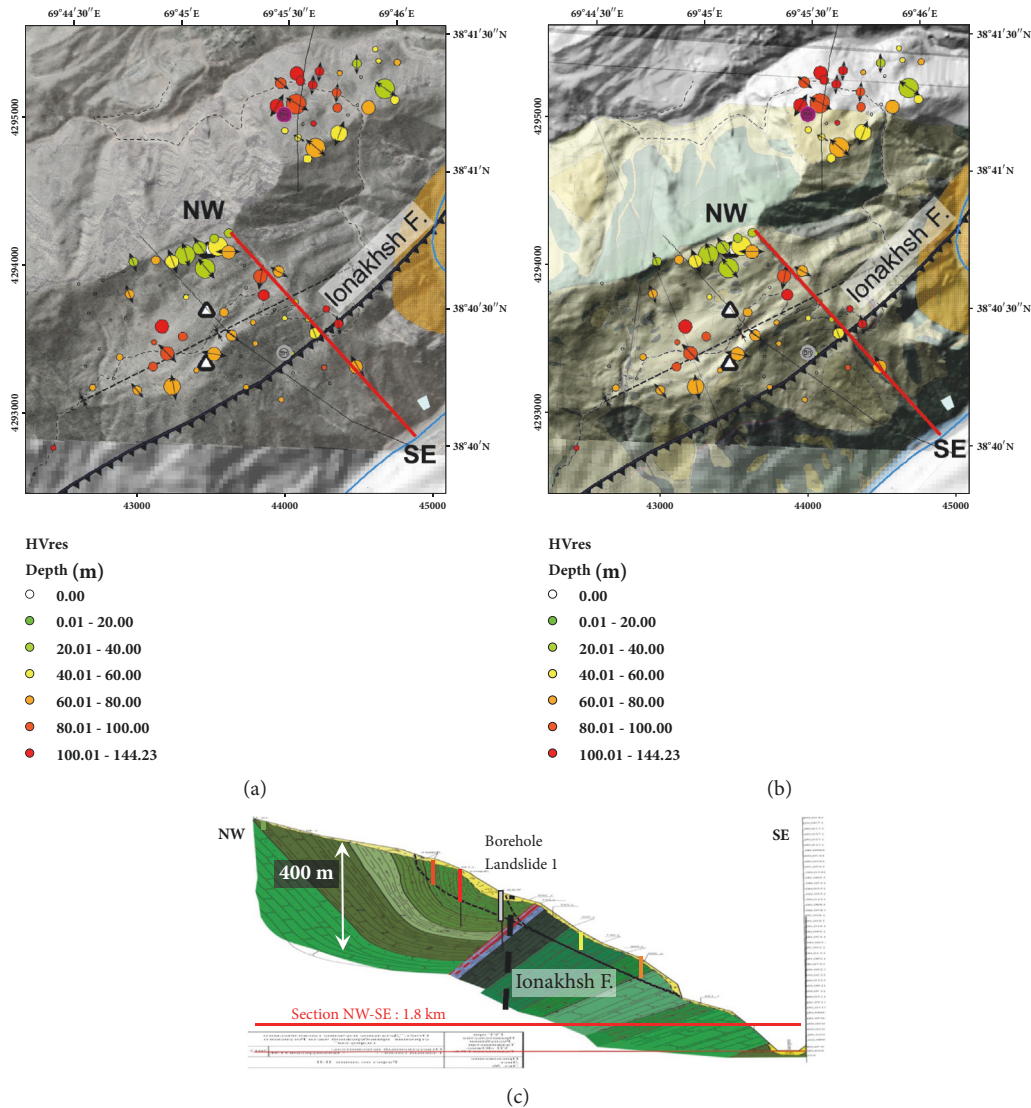 69°44′30″E 69°45′E 69°45′30″E 69°46′E
69°44′30″E 69°45′E 69°45′30″E 69°46′E
38°41′30″N
38°41′30″N
4295000
4295000
38°41′N
38°41′N
NW
NW
Ionakhsh F.
Ionakhsh F.
4294000
4294000
38°40′30″N
38°40′30″N
4293000
4293000
SE
SE
38°40′N
38°40′N
43000 44000 45000
43000 44000 45000
HVres
Depth (m)
0.00
0.01 - 20.00
20.01 - 40.00
40.01 - 60.00
60.01 - 80.00
80.01 - 100.00
100.01 - 144.23
(a)
HVres
Depth (m)
0.00
0.01 - 20.00
20.01 - 40.00
40.01 - 60.00
60.01 - 80.00
80.01 - 100.00
100.01 - 144.23
(b)
NW
SE
Borehole
Landslide 1
400 m
Ionakhsh F.
Section NW-SE : 1.8 km
(c)